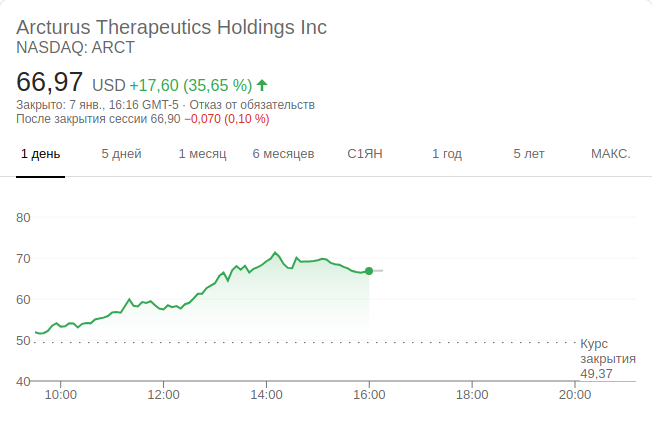 Arcturus Therapeutics Holdings Inc
NASDAQ: ARCT
66,97 USD +17,60 (35,65 %)
Закрыто: 7 янв., 16:16 GMT-5 · Отказ от обязательств
После закрытия сессии 66,90 −0,070 (0,10 %)
1 день 5 дней 1 месяц 6 месяцев С1ЯН 1 год 5 лет МАКС.
80
70
60
50
Курс
закрытия
49,37
40
10:00 12:00 14:00 16:00 18:00 20:00